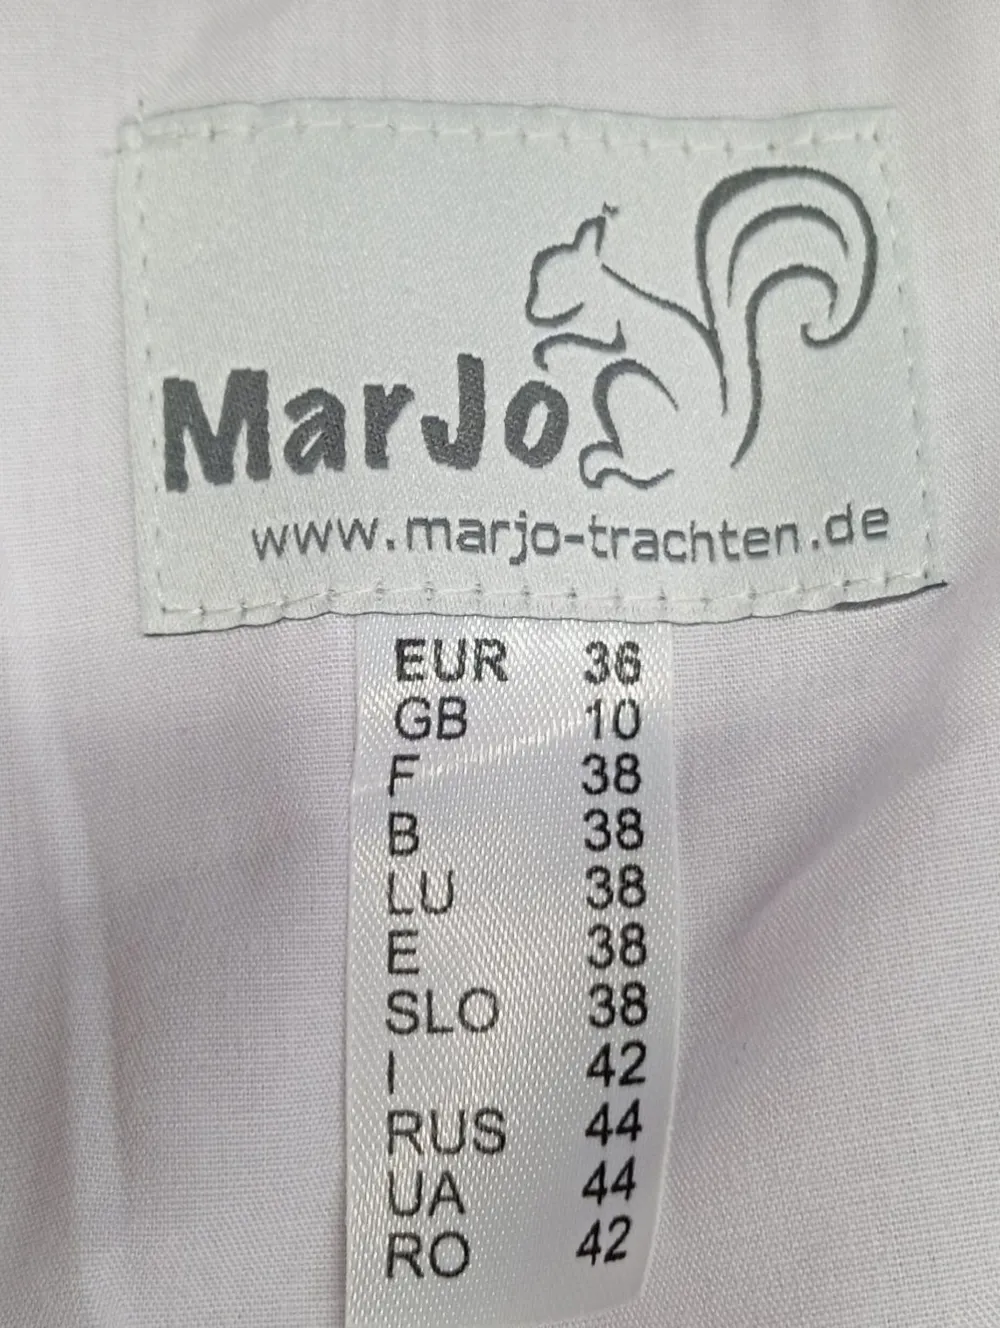 MarJo
www.marjo-trachten.de
EUR 36
GB 10
F 38
B 38
LU 38
E 38
SLO 38
I 42
RUS 44
UA 44
RO 42